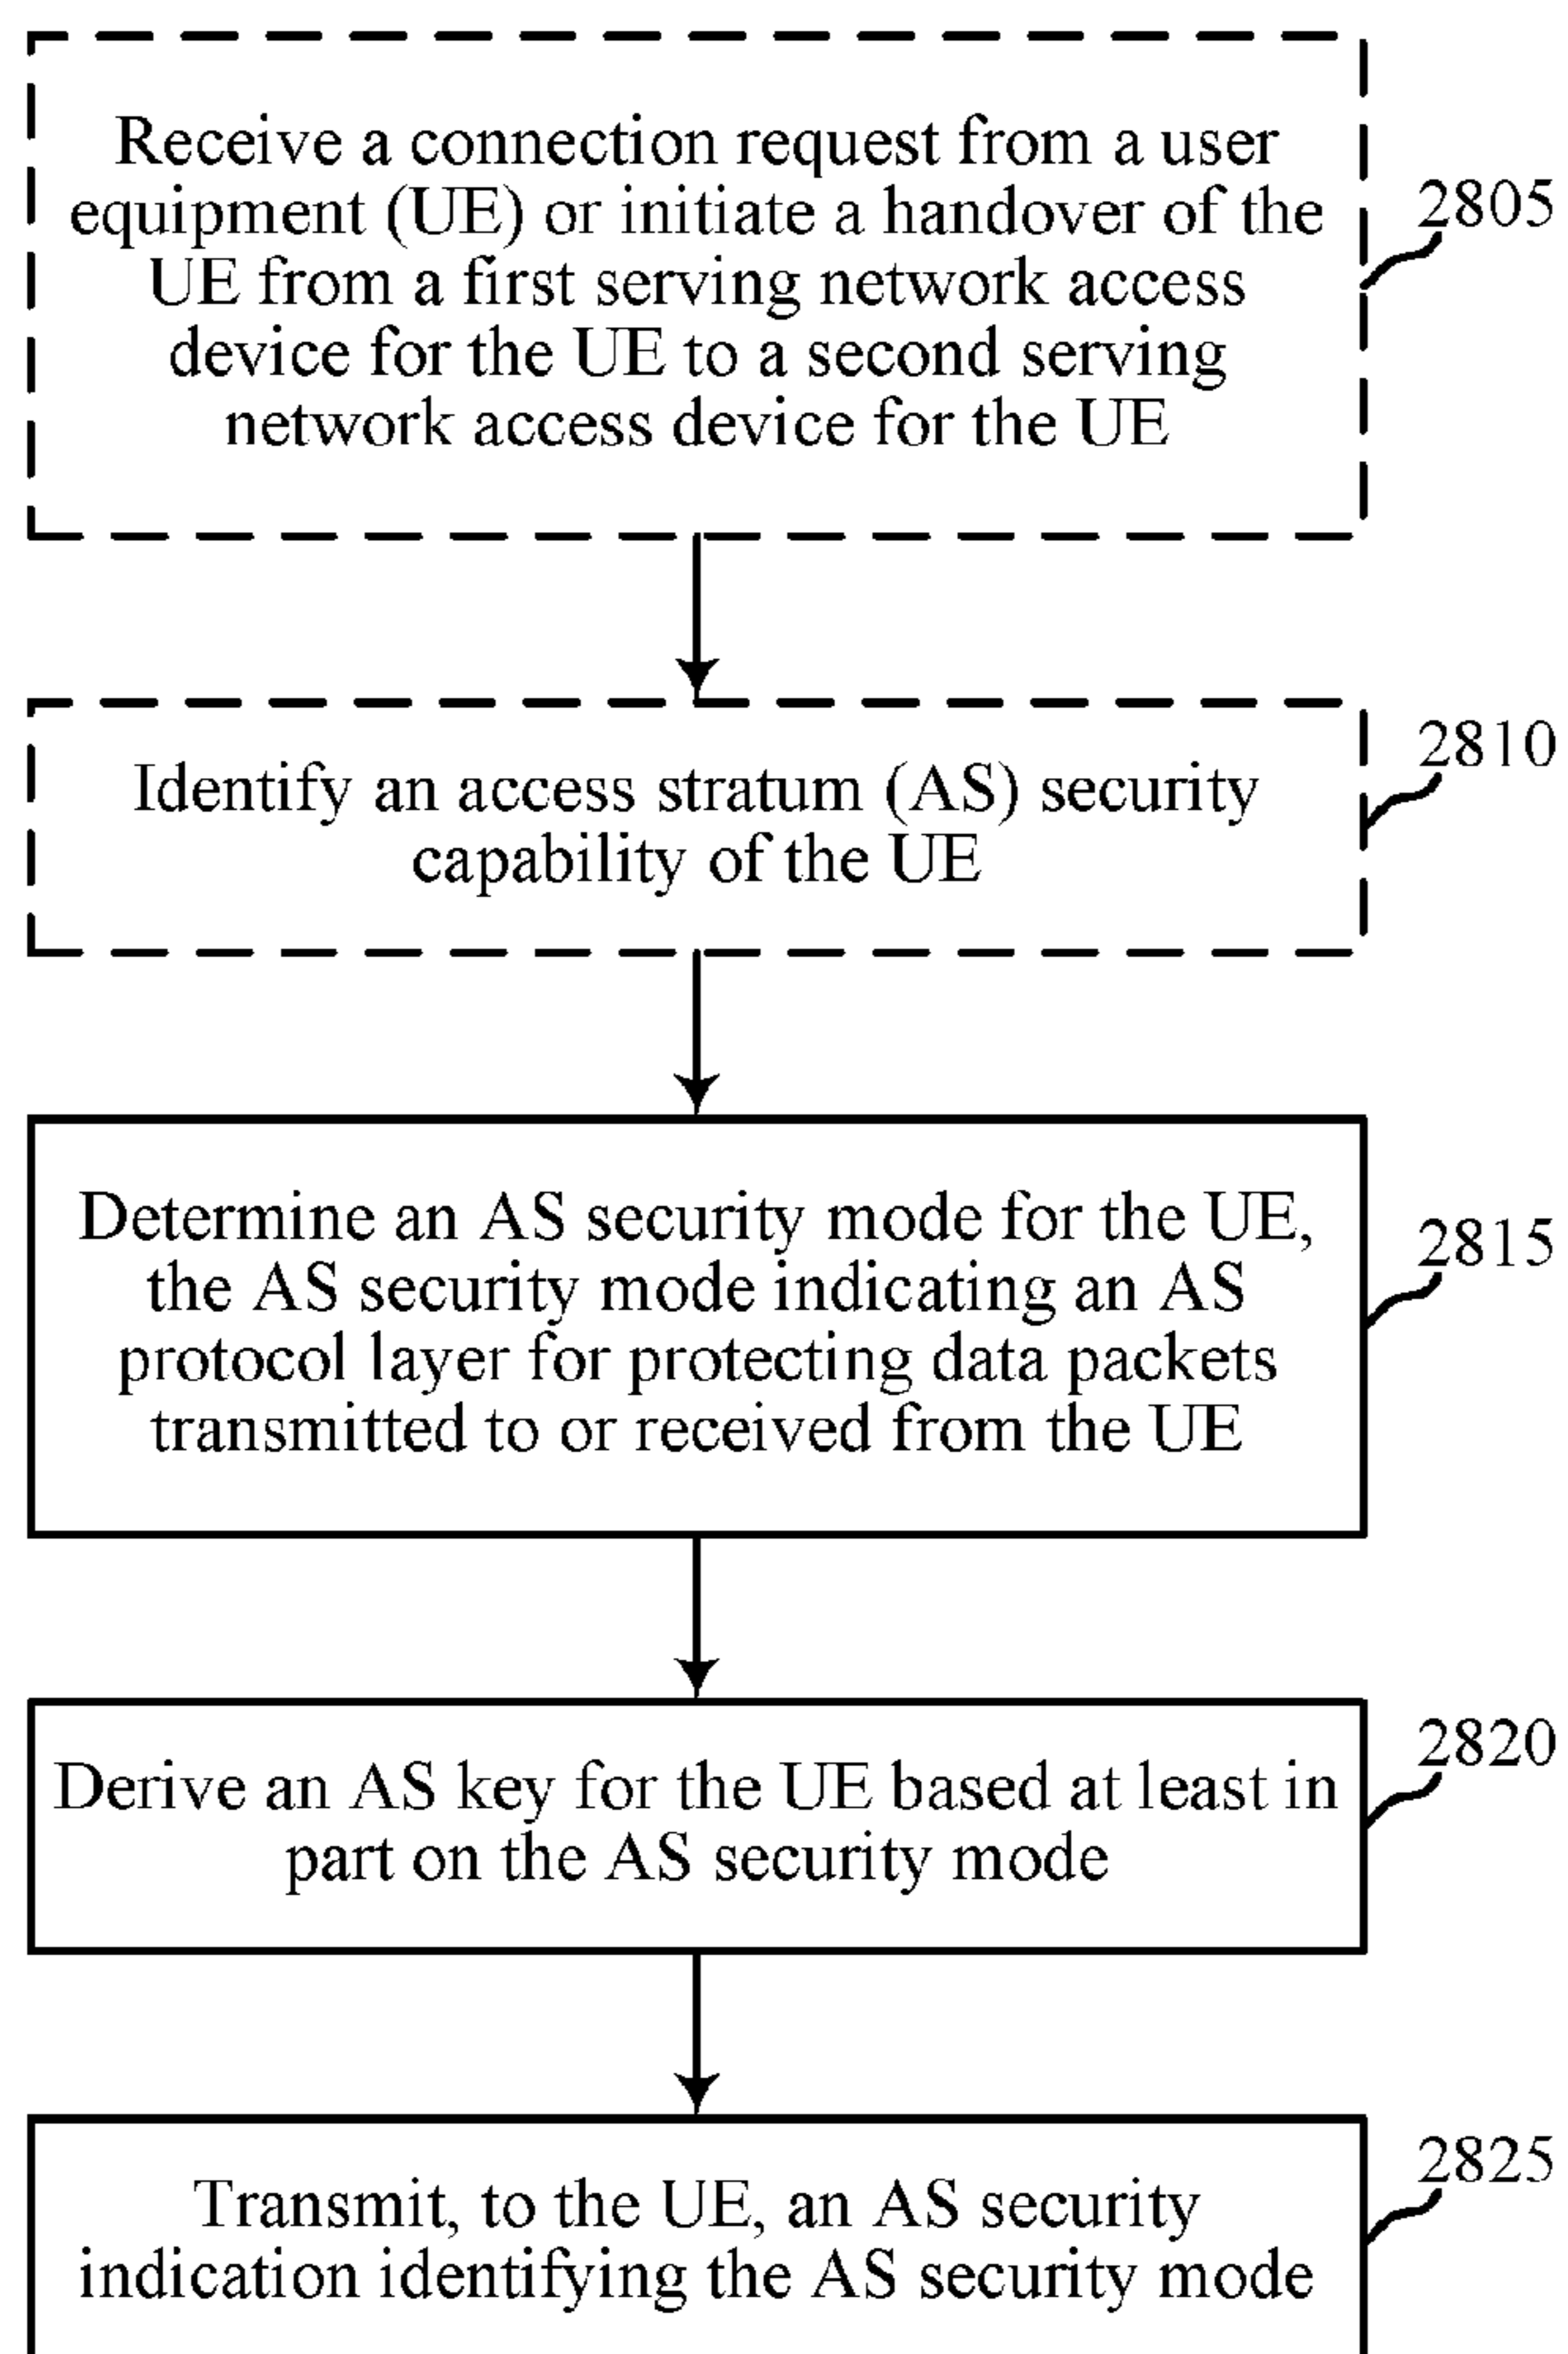 Receive a connection request from a user
equipment (UE) or initiate a handover of the
UE from a first serving network access
device for the UE to a second serving
network access device for the UE
2805
Identify an access stratum (AS) security
capability of the UE
2810
Determine an AS security mode for the UE,
the AS security mode indicating an AS
protocol layer for protecting data packets
transmitted to or received from the UE
2815
Derive an AS key for the UE based at least in
part on the AS security mode
2820
Transmit, to the UE, an AS security
indication identifying the AS security mode
2825